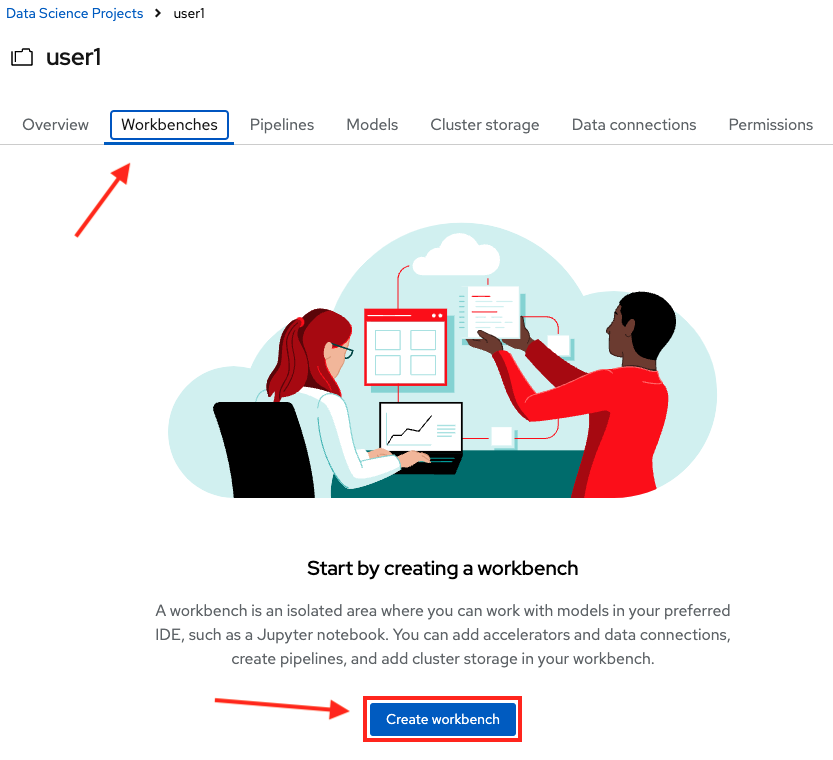 Data Science Projects > user1
user1
Overview Workbenches Pipelines Models Cluster storage Data connections Permissions
Start by creating a workbench
A workbench is an isolated area where you can work with models in your preferred
IDE, such as a Jupyter notebook. You can add accelerators and data connections,
create pipelines, and add cluster storage in your workbench.
Create workbench